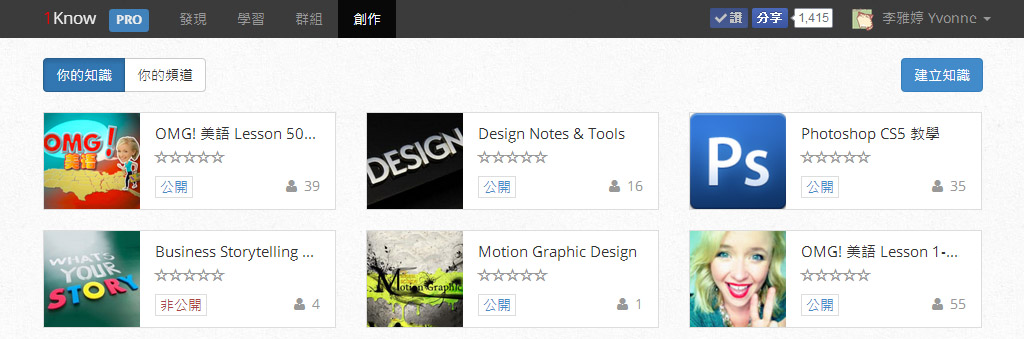 1Know PRO 發現 學習 群組 創作 讚 分享 1,415 李雅婷 Yvonne
你的知識 你的頻道 建立知識
OMG! 美語 Lesson 50...
公開 39
OMG!
美語
Design Notes & Tools
公開 16
DESIGN
Photoshop CS5 教學
公開 35
Ps
Business Storytelling ...
非公開 4
WHATS
YOUR
STORY
Motion Graphic Design
公開 1
Motion Graphic
OMG! 美語 Lesson 1-...
公開 55